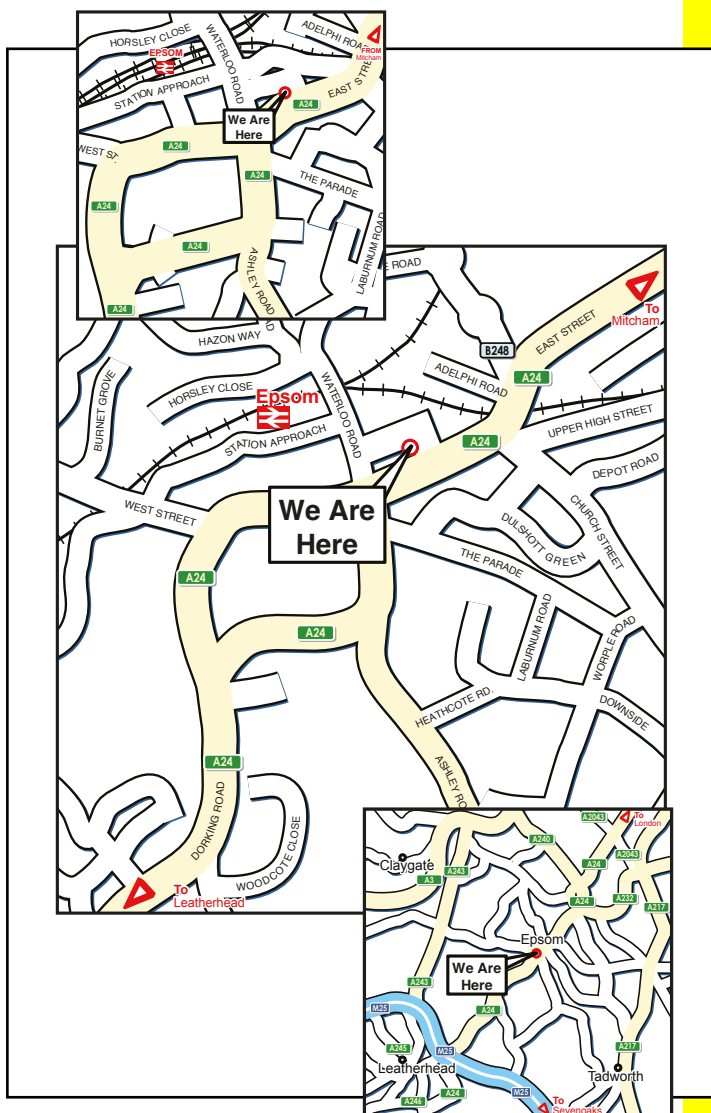 HORSLEY CLOSE
WATERLOO ROAD
ADELPHI ROAD
FROM
Mitcham
EPSOM
STATION APPROACH
EAST STRE
A24
We Are
Here
WEST ST.
A24
A24
THE PARADE
A24
A24
LABURNUM ROAD
ASHLEY ROAD
A24
E ROAD
To
Mitcham
EAST STREET
HAZON WAY
B248
ADELPHI ROAD
A24
BURNET GROVE
HORSLEY CLOSE
Epsom
WATERLOO ROAD
STATION APPROACH
A24
UPPER HIGH STREET
DEPOT ROAD
WEST STREET
We Are
Here
DULSHOTT GREEN
CHURCH STREET
THE PARADE
A24
A24
LABURNUM ROAD
WORPLE ROAD
HEATHCOTE RD.
DOWNSIDE
A24
ASHLEY RO
DORKING ROAD
WOODCOTE CLOSE
To
Leatherhead
A2043
To
London
A240
Claygate
A243
A24
A2043
A3
A24
A232
A217
Epsom
We Are
Here
A243
A24
M25
A245
M25
A217
Leatherhead
Tadworth
A24
M25
A246
To
Sevenoaks